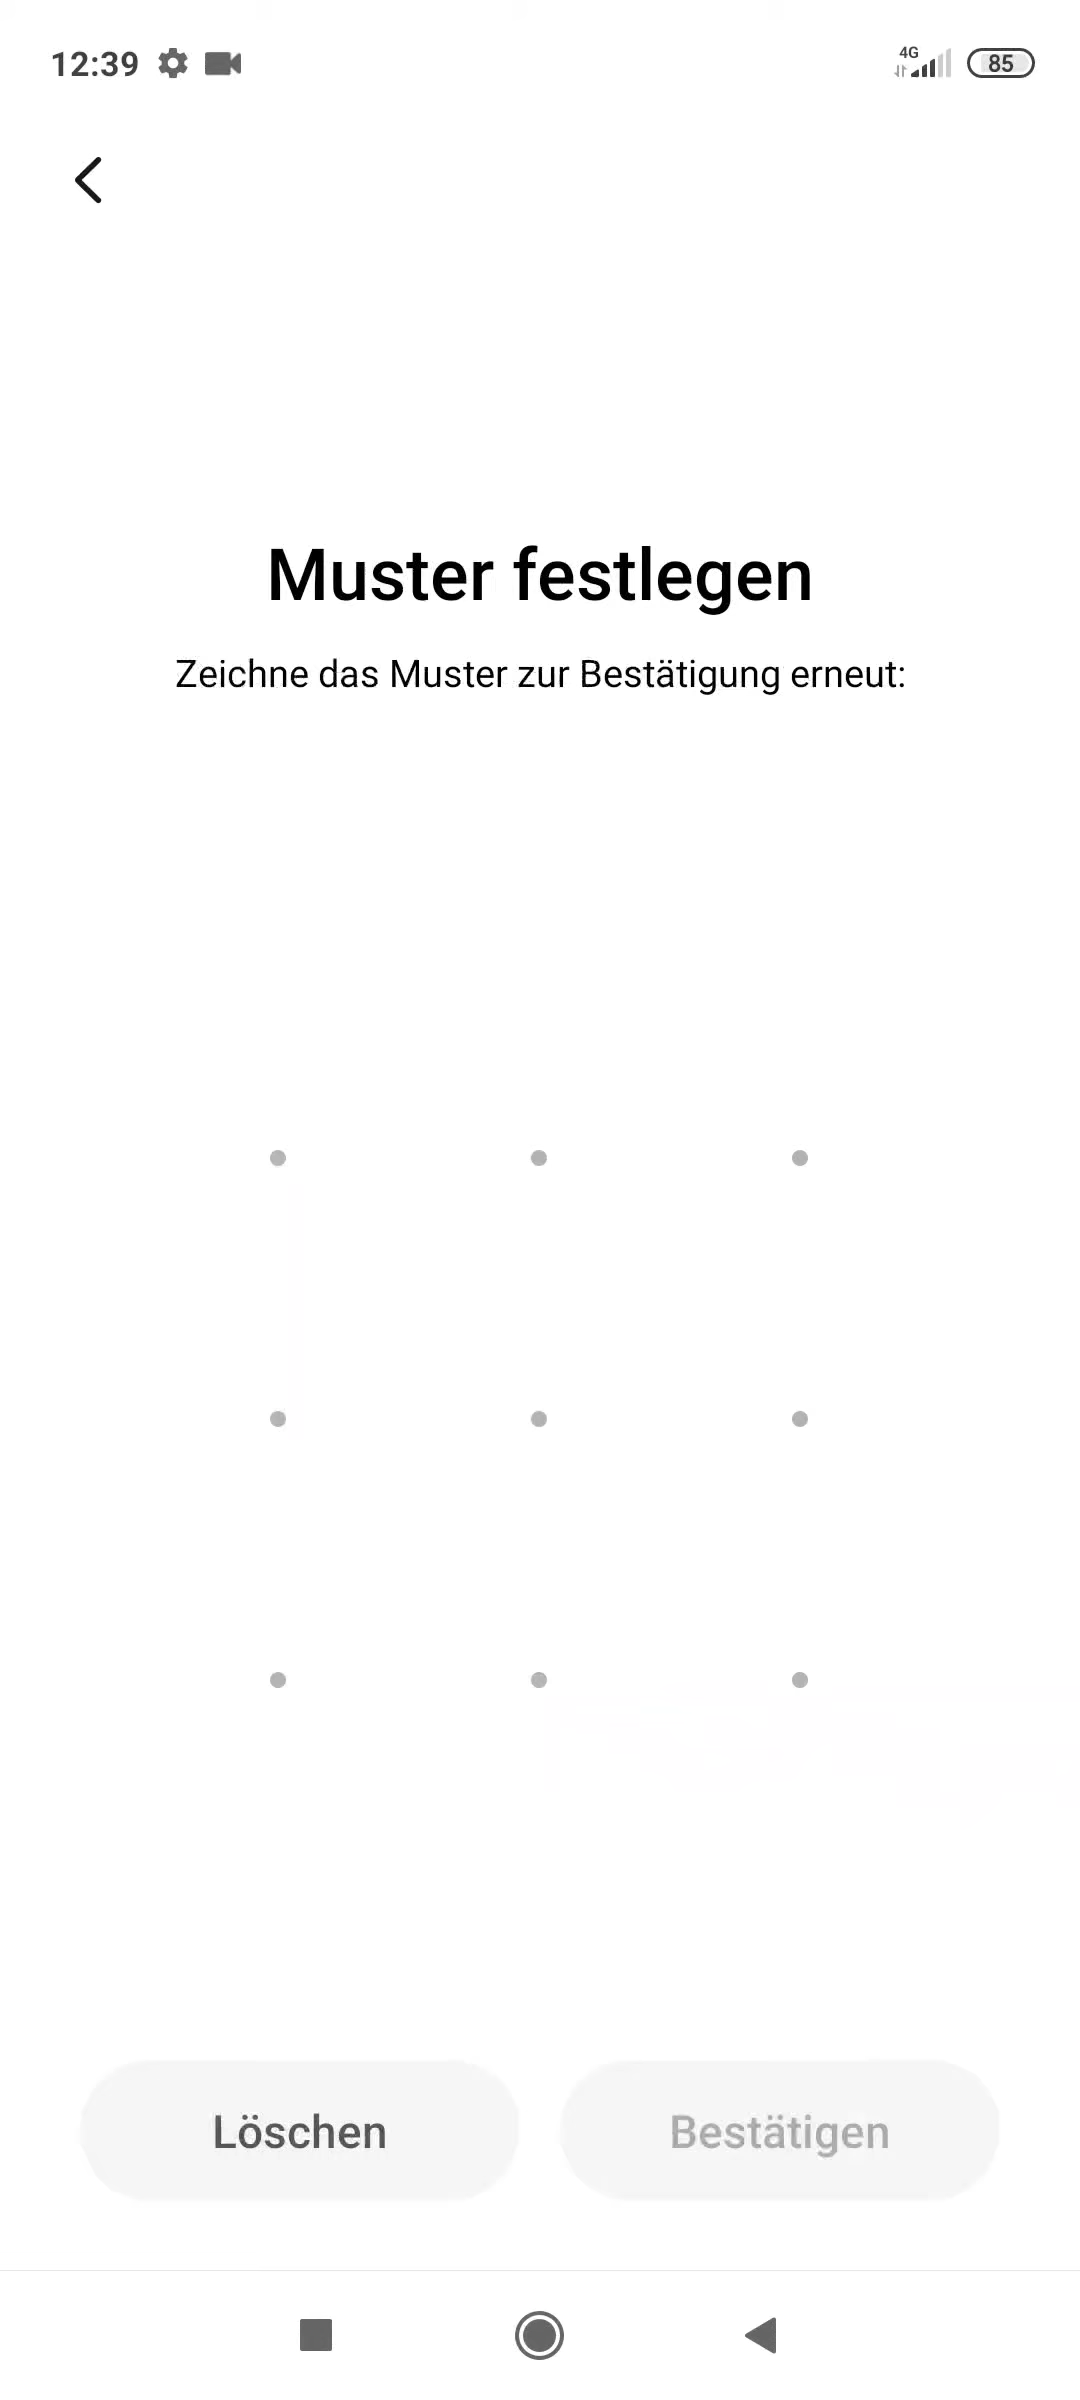 12:39
4G
85
Muster festlegen
Zeichne das Muster zur Bestätigung erneut:
Löschen
Bestätigen